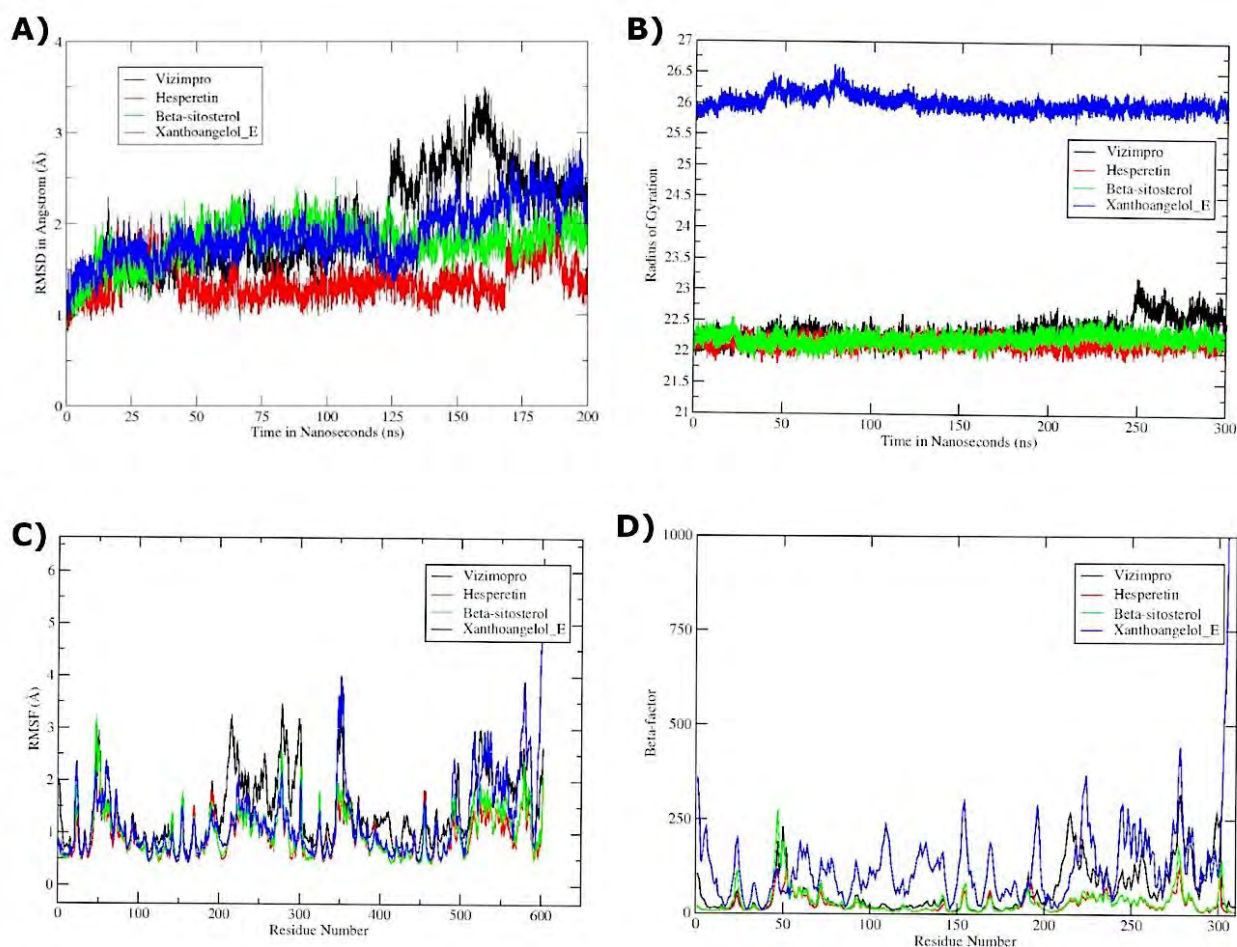 A)
4
3
2
1
0
RMSD in Angstrom (Å)
Vizimpro
Hesperetin
Beta-sitosterol
Xanthoangelol_E
0 25 50 75 100 125 150 175 200
Time in Nanoseconds (ns)
B)
27
26.5
26
25.5
25
24.5
24
23.5
23
22.5
22
21.5
21
Radius of Gyration
Vizimpro
Hesperetin
Beta-sitosterol
Xanthoangelol_E
0 50 100 150 200 250 300
Time in Nanoseconds (ns)
C)
6
5
4
3
2
1
0
RMSF (Å)
Vizimopro
Hesperetin
Beta-sitosterol
Xanthoangelol_E
0 100 200 300 400 500 600
Residue Number
D)
1000
750
500
250
0
Beta-factor
Vizimpro
Hesperetin
Beta-sitosterol
Xanthoangelol_E
0 50 100 150 200 250 300
Residue Number